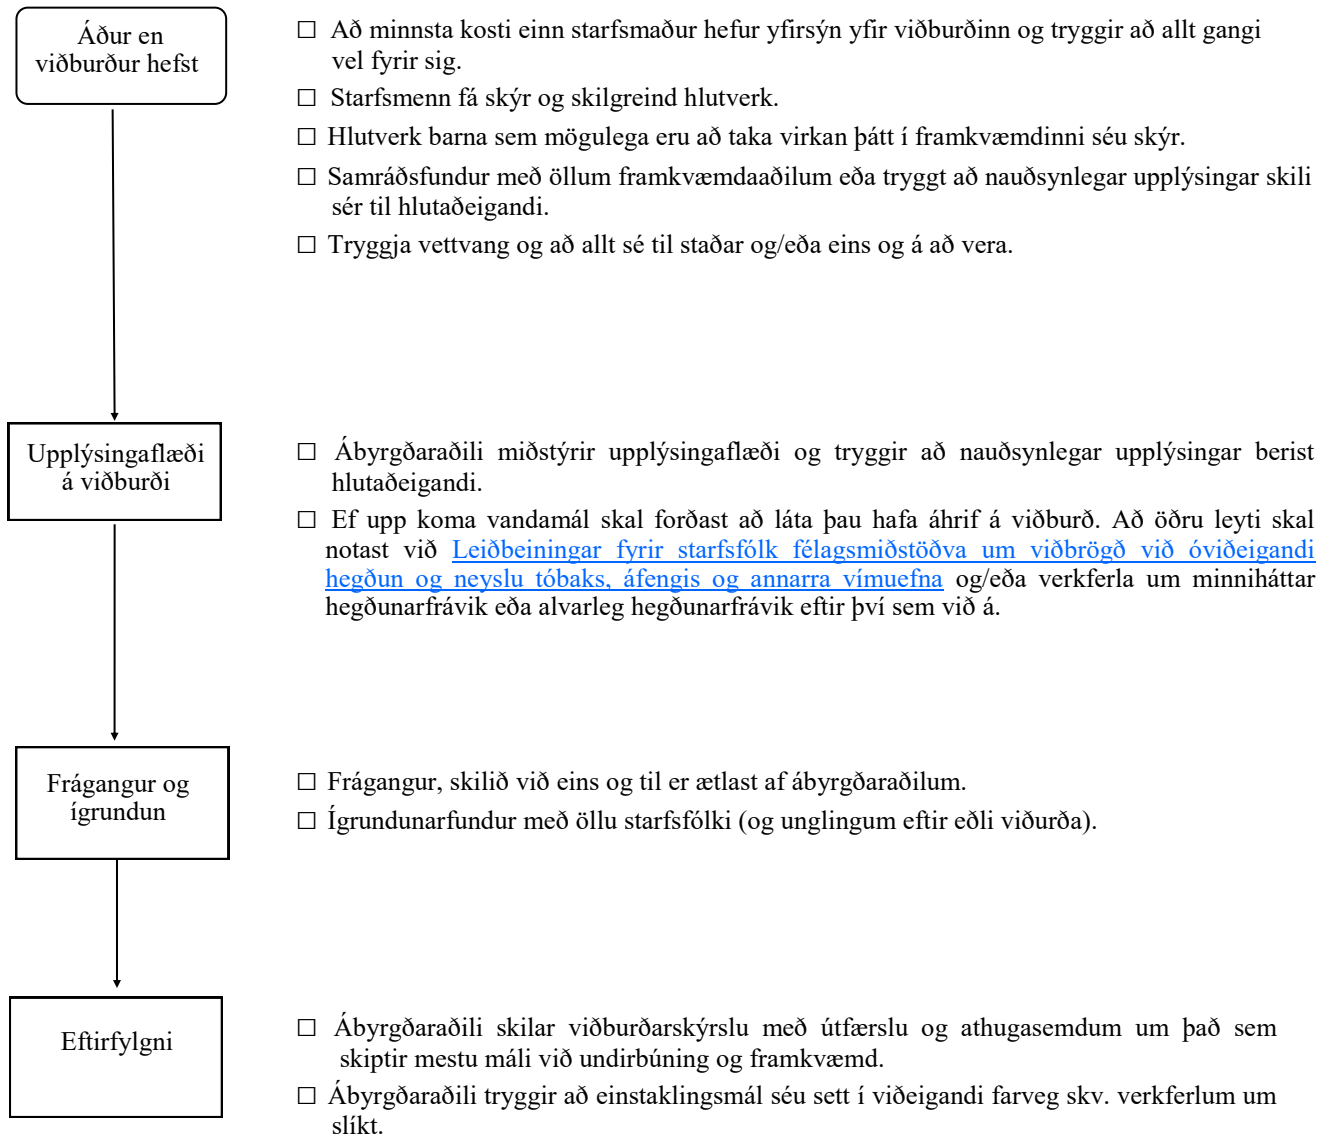 Áður en
viðburður hefst
☐ Að minnsta kosti einn starfsmaður hefur yfirsýn yfir viðburðinn og tryggir að allt gangi
vel fyrir sig.
☐ Starfsmenn fá skýr og skilgreind hlutverk.
☐ Hlutverk barna sem mögulega eru að taka virkan þátt í framkvæmdinni séu skýr.
☐ Samráðsfundur með öllum framkvæmdaaðilum eða tryggt að nauðsynlegar upplýsingar skili
sér til hlutaðeigandi.
☐ Tryggja vettvang og að allt sé til staðar og/eða eins og á að vera.
Upplýsingaflæði
á viðburði
☐ Ábyrgðaraðili miðstýrir upplýsingaflæði og tryggir að nauðsynlegar upplýsingar berist
hlutaðeigandi.
☐ Ef upp koma vandamál skal forðast að láta þau hafa áhrif á viðburð. Að öðru leyti skal
notast við Leiðbeiningar fyrir starfsfólk félagsmiðstöðva um viðbrögð við óviðeigandi
hegðun og neyslu tóbaks, áfengis og annarra vímuefna og/eða verkferla um minniháttar
hegðunarfrávik eða alvarleg hegðunarfrávik eftir því sem við á.
Frágangur og
ígrundun
☐ Frágangur, skilið við eins og til er ætlast af ábyrgðaraðilum.
☐ Ígrundunarfundur með öllu starfsfólki (og unglingum eftir eðli viðurða).
Eftirfylgni
☐ Ábyrgðaraðili skilar viðburðarskýrslu með útfærslu og athugasemdum um það sem
skiptir mestu máli við undirbúning og framkvæmd.
☐ Ábyrgðaraðili tryggir að einstaklingsmál séu sett í viðeigandi farveg skv. verkferlum um
slíkt.